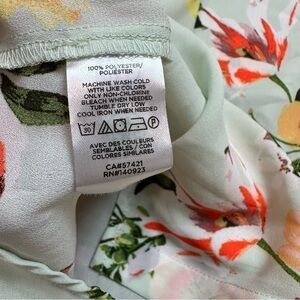 100% POLYESTER/
POLIESTER
MACHINE WASH COLD
WITH LIKE COLORS
ONLY NON-CHLORINE
BLEACH WHEN NEEDED
TUMBLE DRY LOW
COOL IRON WHEN NEEDED
30
P
AVEC DES COULEURS
SEMBLABLES / CON
COLORES SIMILARES
CA#57421
RN#140923